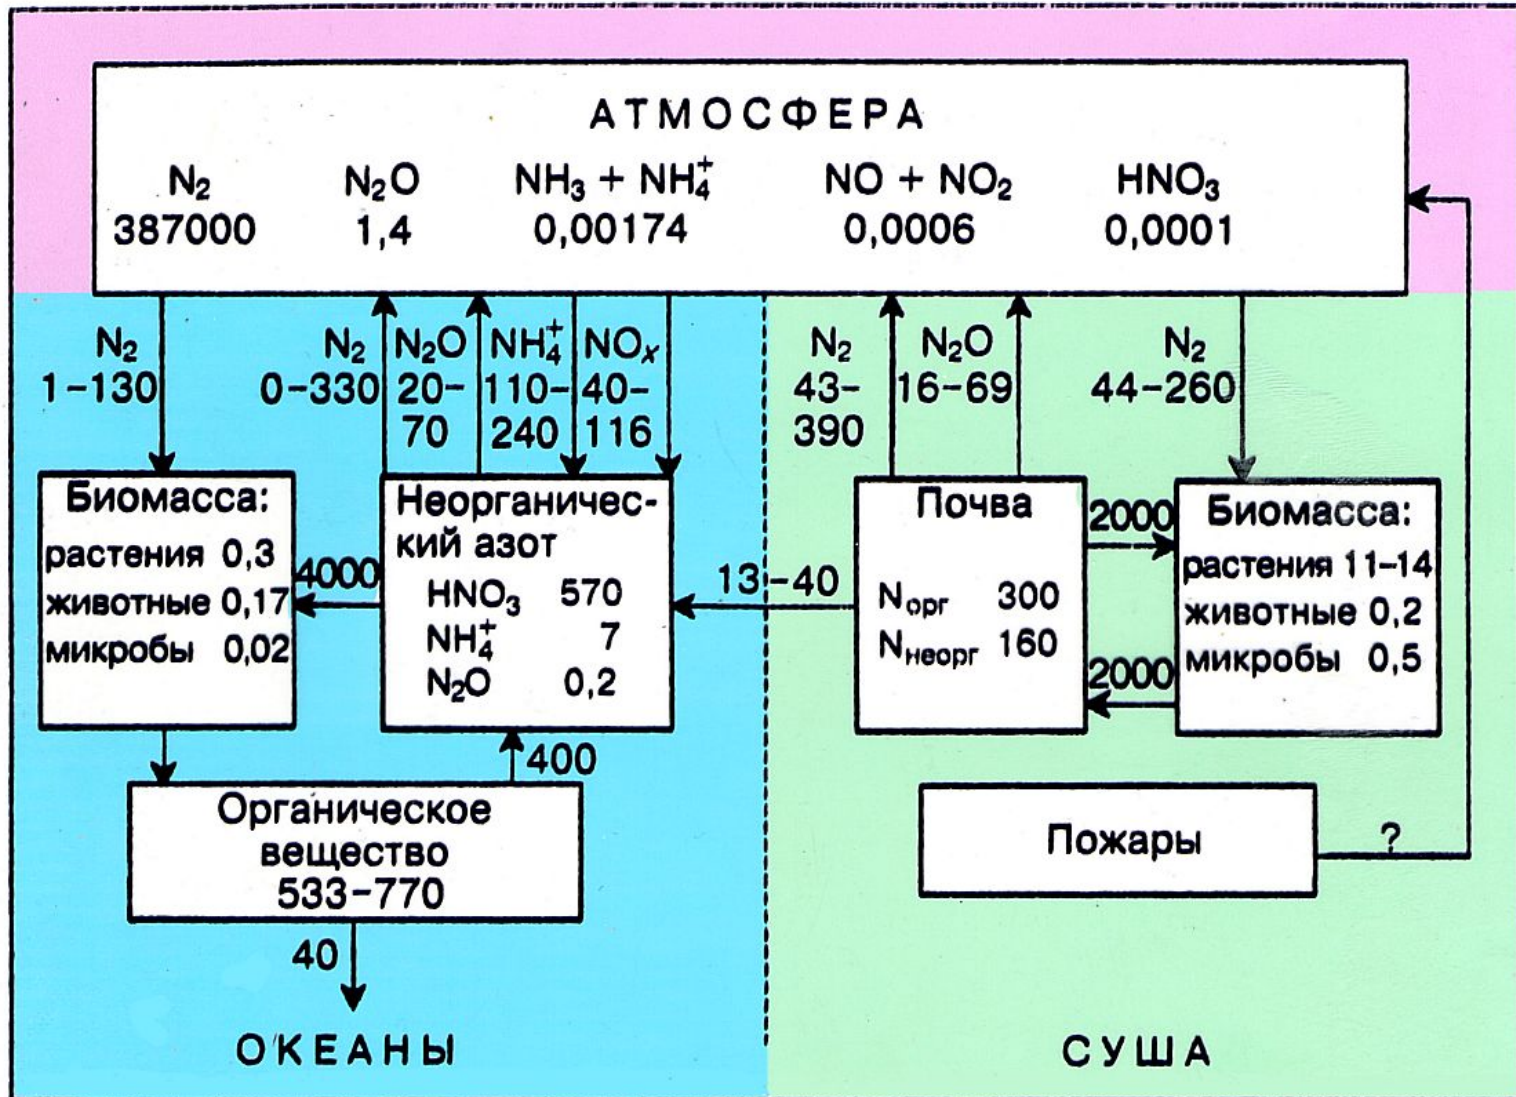 АТМОСФЕРА
N₂ N₂O NH₃ + NH₄⁺ NO + NO₂ HNO₃
387000 1,4 0,00174 0,0006 0,0001
N₂
1–130
N₂
0–330
N₂O
20–
70
NH₄⁺
110–
240
NOₓ
40–
116
N₂
43–
390
N₂O
16–69
N₂
44–260
Биомасса:
растения 0,3
животные 0,17
микробы 0,02
4000
Неорганичес-
кий азот
HNO₃ 570
NH₄⁺ 7
N₂O 0,2
13–40
Почва
Nорг 300
Nнеорг 160
2000
2000
Биомасса:
растения 11–14
животные 0,2
микробы 0,5
400
Органическое
вещество
533–770
40
Пожары
?
ОКЕАНЫ
СУША